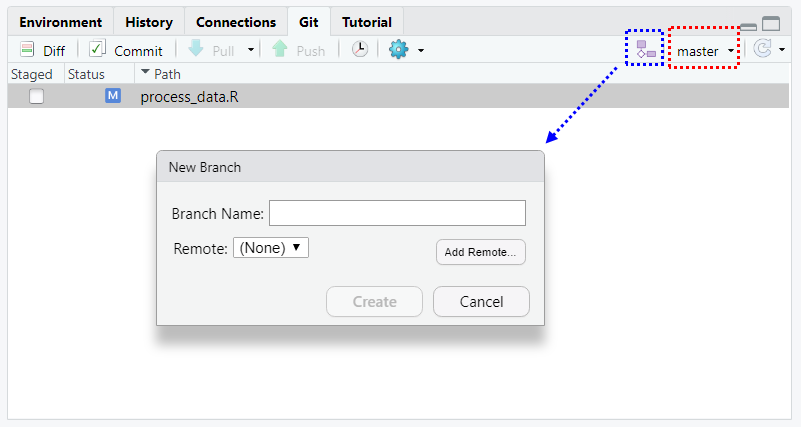 Environment History Connections Git Tutorial
Diff Commit Pull Push master
Staged Status Path
M process_data.R
New Branch
Branch Name:
Remote: (None) Add Remote...
Create Cancel